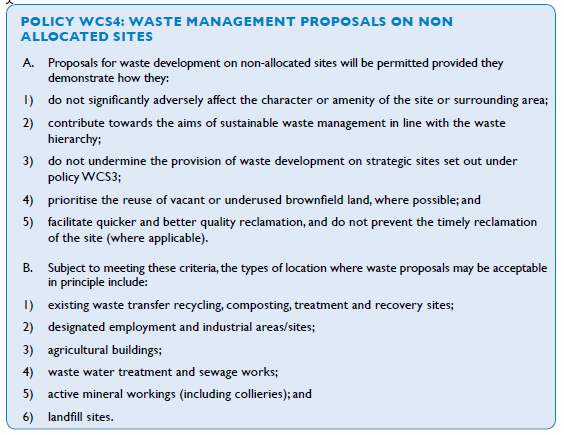 POLICY WCS4: WASTE MANAGEMENT PROPOSALS ON NON
ALLOCATED SITES
A. Proposals for waste development on non-allocated sites will be permitted provided they
demonstrate how they:
1) do not significantly adversely affect the character or amenity of the site or surrounding area;
2) contribute towards the aims of sustainable waste management in line with the waste
hierarchy;
3) do not undermine the provision of waste development on strategic sites set out under
policy WCS3;
4) prioritise the reuse of vacant or underused brownfield land, where possible; and
5) facilitate quicker and better quality reclamation, and do not prevent the timely reclamation
of the site (where applicable).
B. Subject to meeting these criteria, the types of location where waste proposals may be acceptable
in principle include:
1) existing waste transfer recycling, composting, treatment and recovery sites;
2) designated employment and industrial areas/sites;
3) agricultural buildings;
4) waste water treatment and sewage works;
5) active mineral workings (including collieries); and
6) landfill sites.